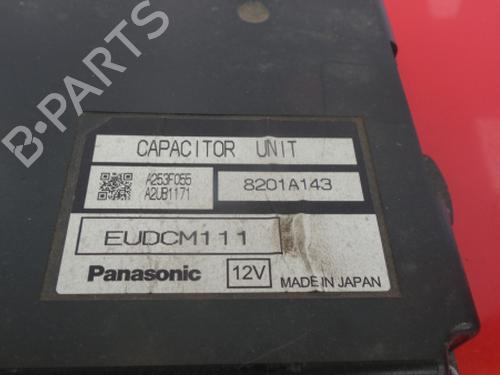 B-PARTS
CAPACITOR UNIT
A253F055
A2UB1171
8201A143
EUDCM111
Panasonic
12V
MADE IN JAPAN